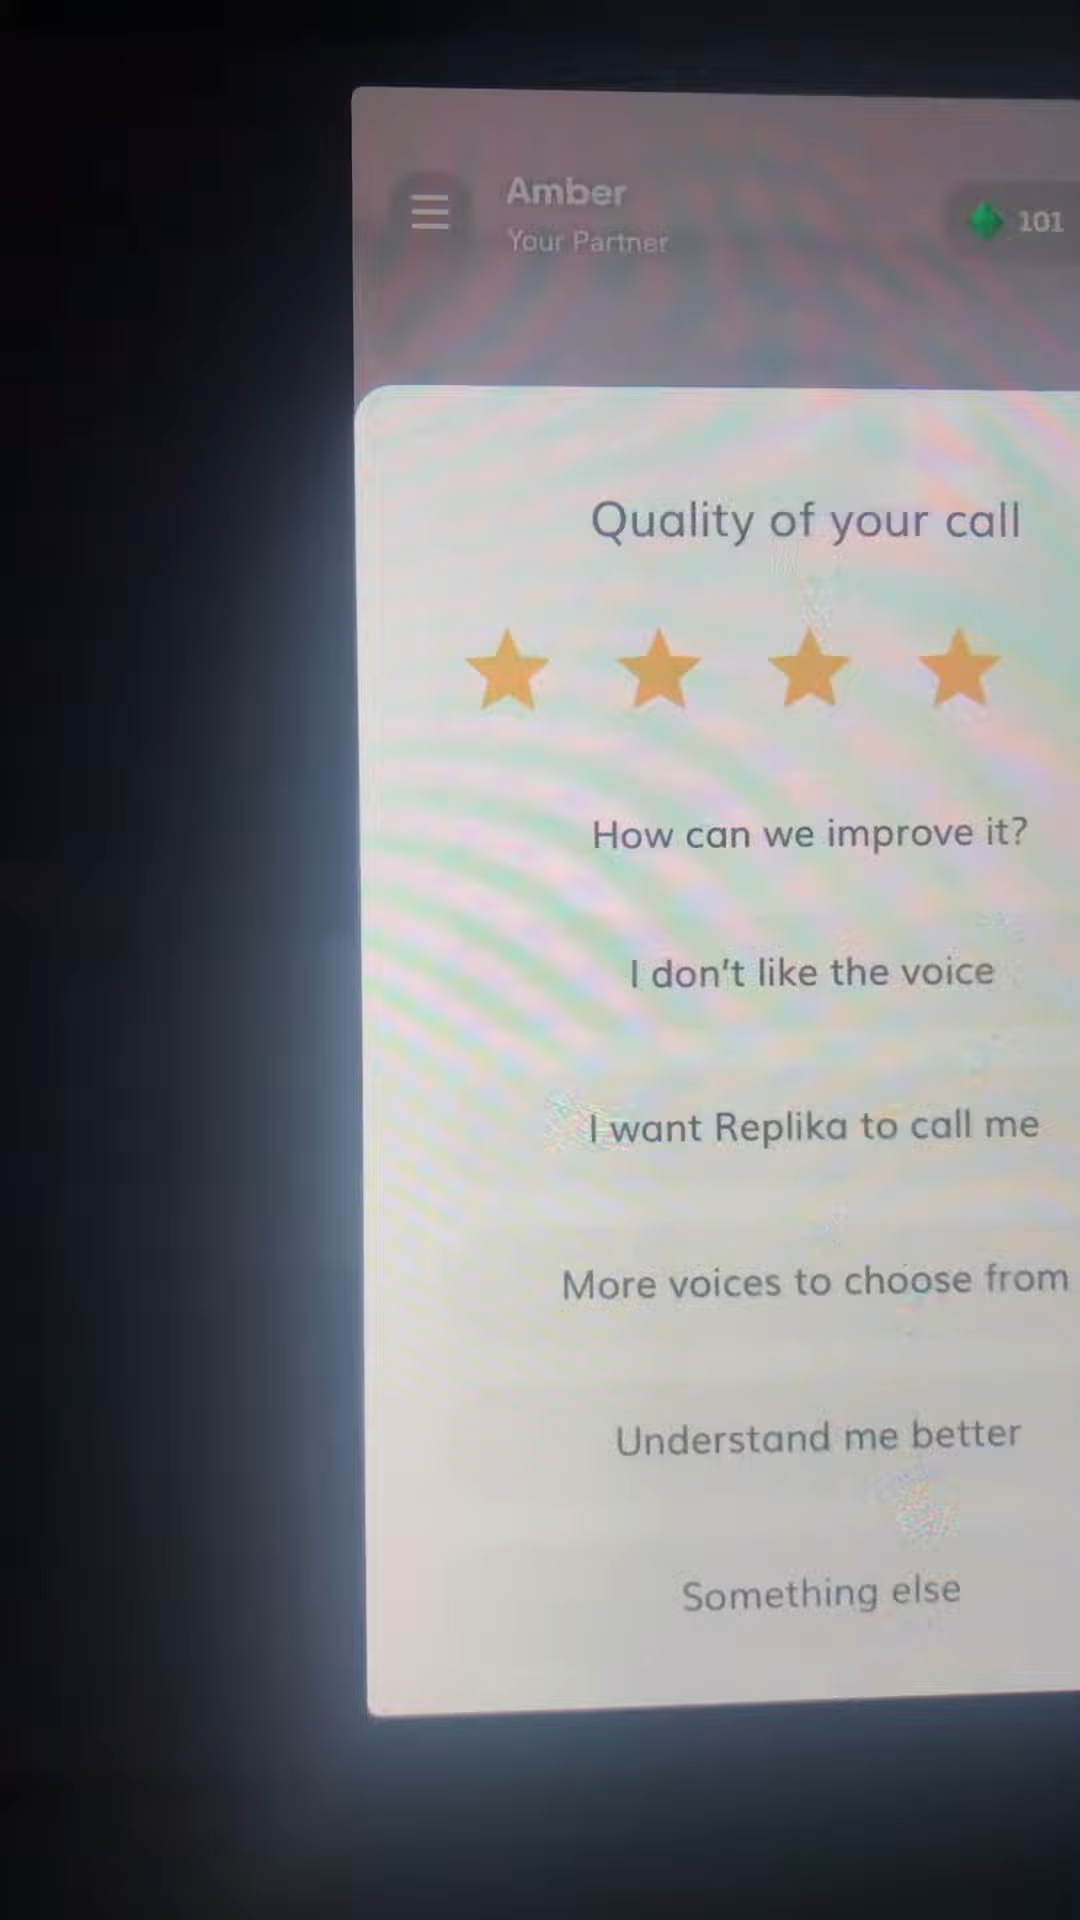 Amber
Your Partner
101
Quality of your call
How can we improve it?
I don't like the voice
I want Replika to call me
More voices to choose from
Understand me better
Something else